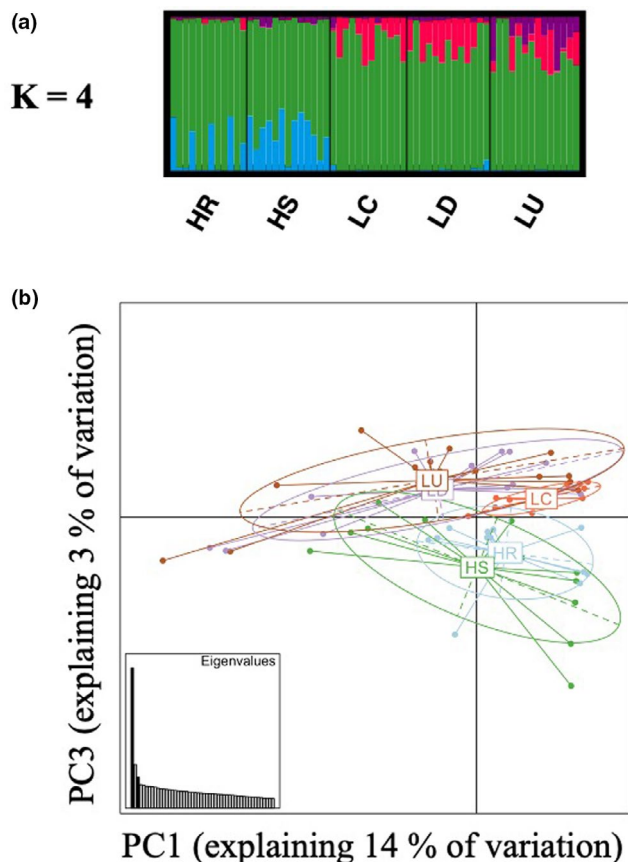 (a)
K = 4
HR HS LC LD LU
(b)
PC3 (explaining 3 % of variation)
LU
LD
LC
HR
HS
Eigenvalues
PC1 (explaining 14 % of variation)